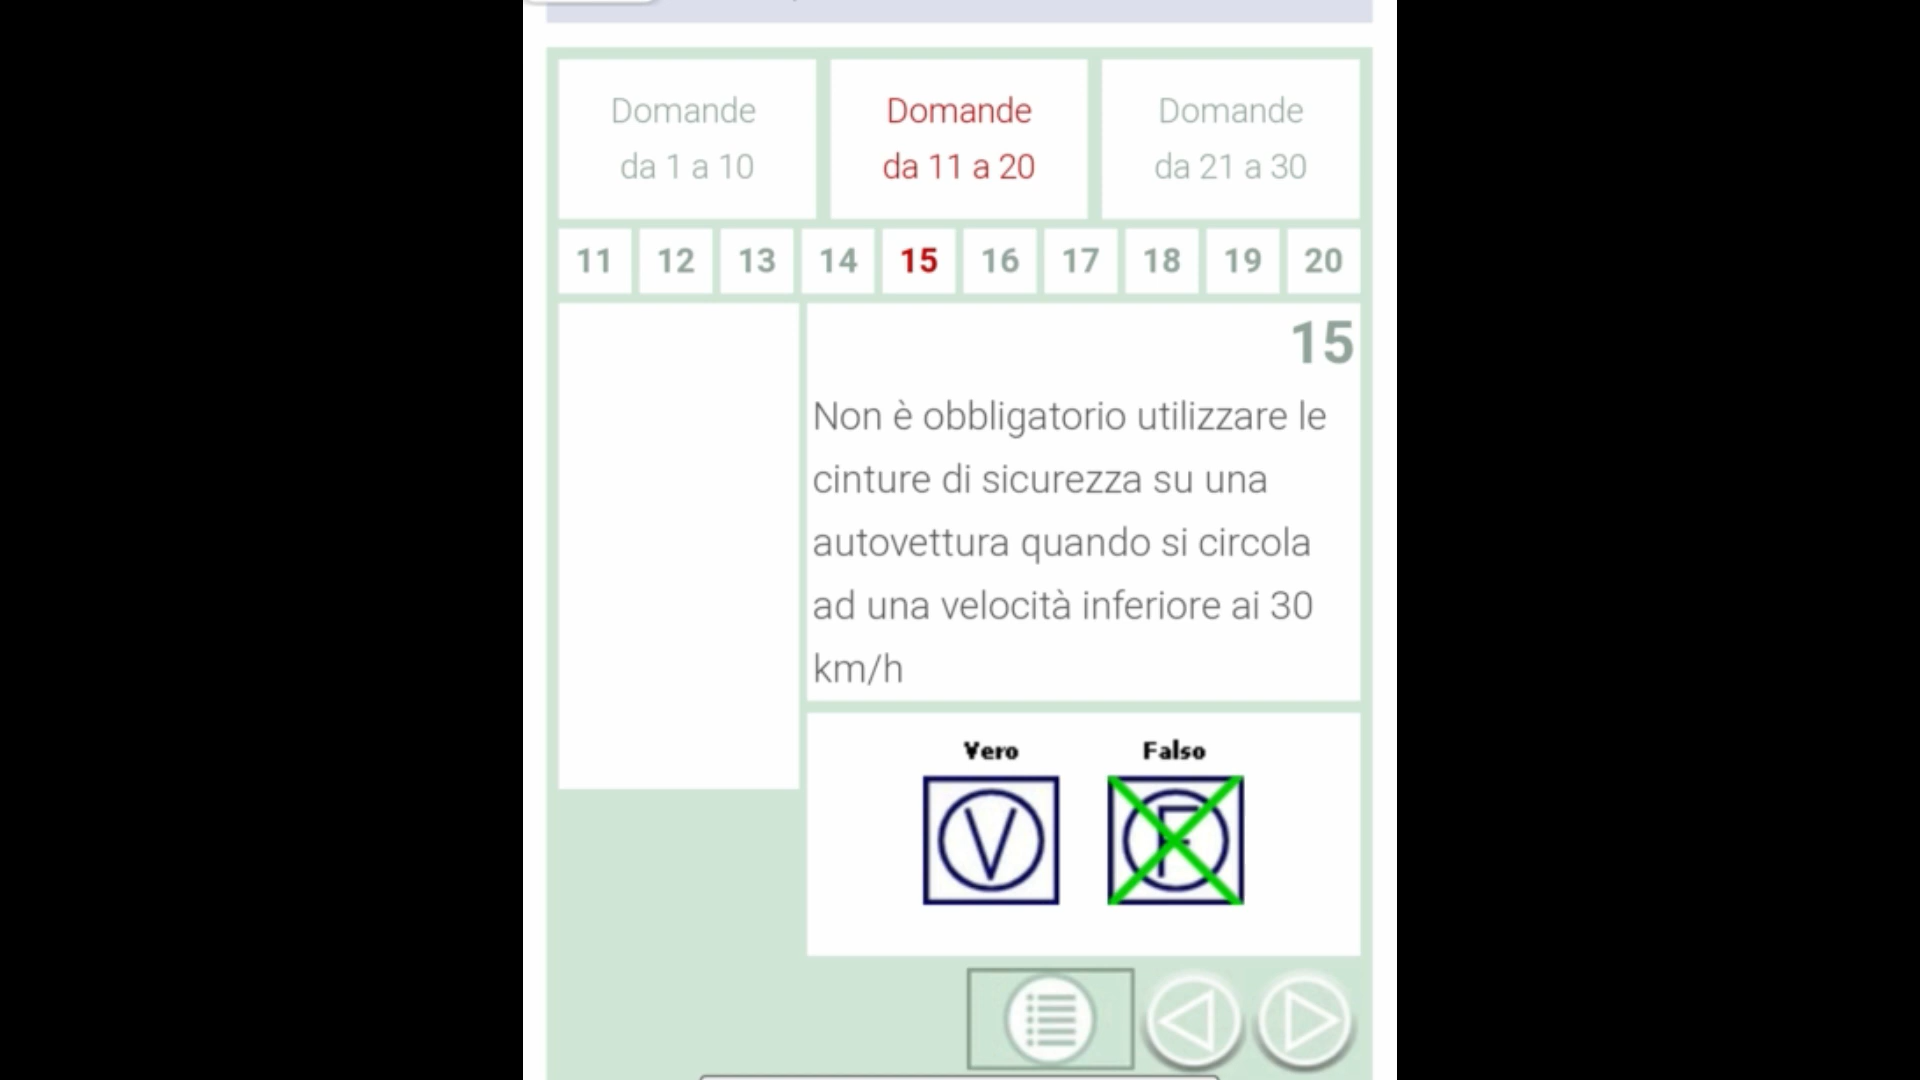 Domande
da 1 a 10
Domande
da 11 a 20
Domande
da 21 a 30
11 12 13 14 15 16 17 18 19 20
15
Non è obbligatorio utilizzare le
cinture di sicurezza su una
autovettura quando si circola
ad una velocità inferiore ai 30
km/h
Vero Falso
V F